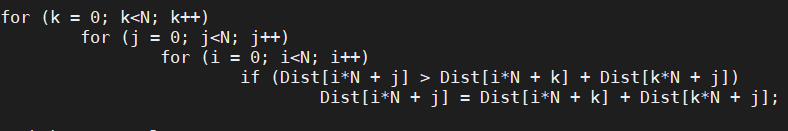 for (k = 0; k<N; k++)
for (j = 0; j<N; j++)
for (i = 0; i<N; i++)
if (Dist[i*N + j] > Dist[i*N + k] + Dist[k*N + j])
Dist[i*N + j] = Dist[i*N + k] + Dist[k*N + j];